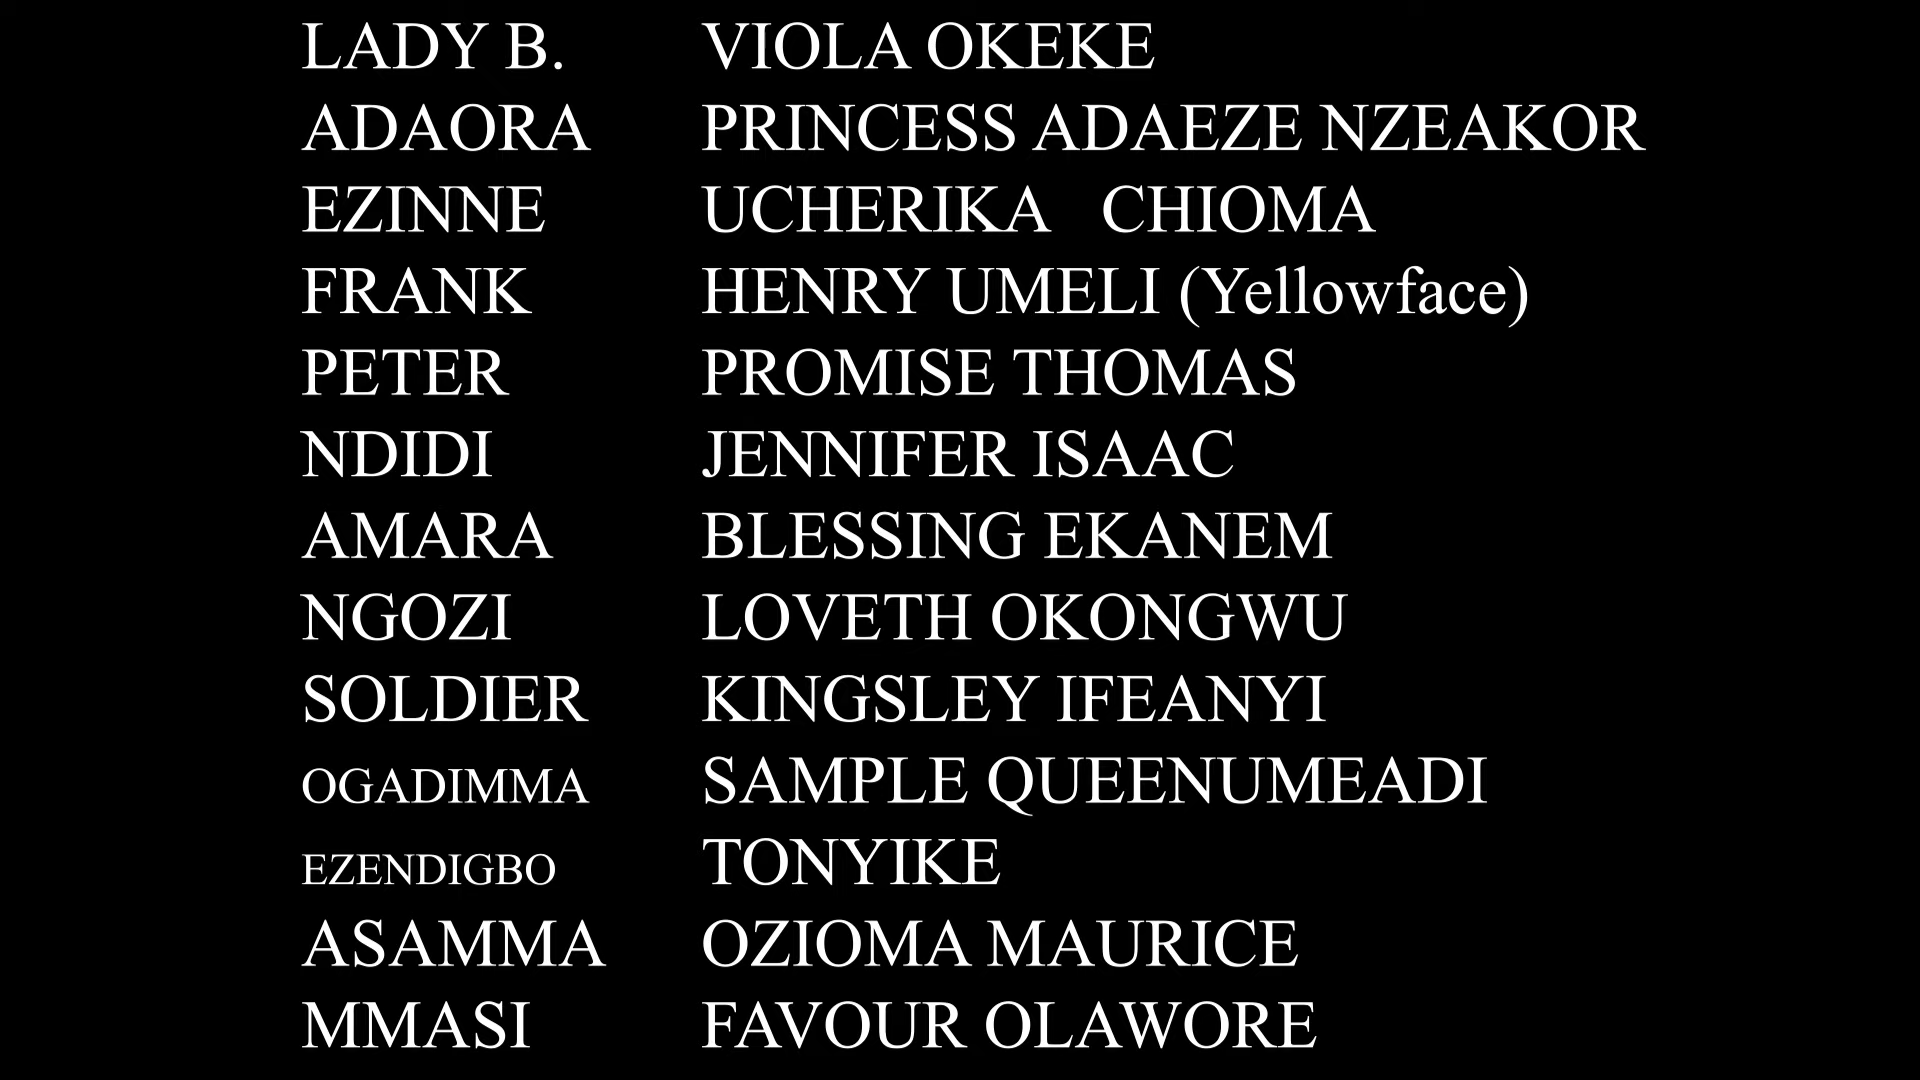 LADY B. VIOLA OKEKE
ADAORA PRINCESS ADAEZE NZEAKOR
EZINNE UCHERIKA CHIOMA
FRANK HENRY UMELI (Yellowface)
PETER PROMISE THOMAS
NDIDI JENNIFER ISAAC
AMARA BLESSING EKANEM
NGOZI LOVETH OKONGWU
SOLDIER KINGSLEY IFEANYI
OGADIMMA SAMPLE QUEENUMEADI
EZENDIGBO TONYIKE
ASAMMA OZIOMA MAURICE
MMASI FAVOUR OLAWORE